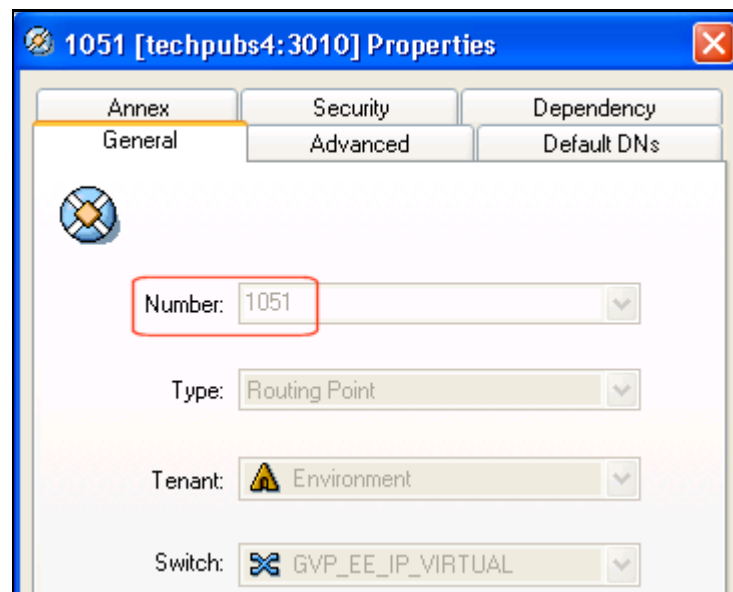 1051 [techpubs4:3010] Properties
Annex Security Dependency
General Advanced Default DNs
Number: 1051
Type: Routing Point
Tenant: Environment
Switch: GVP_EE_IP_VIRTUAL